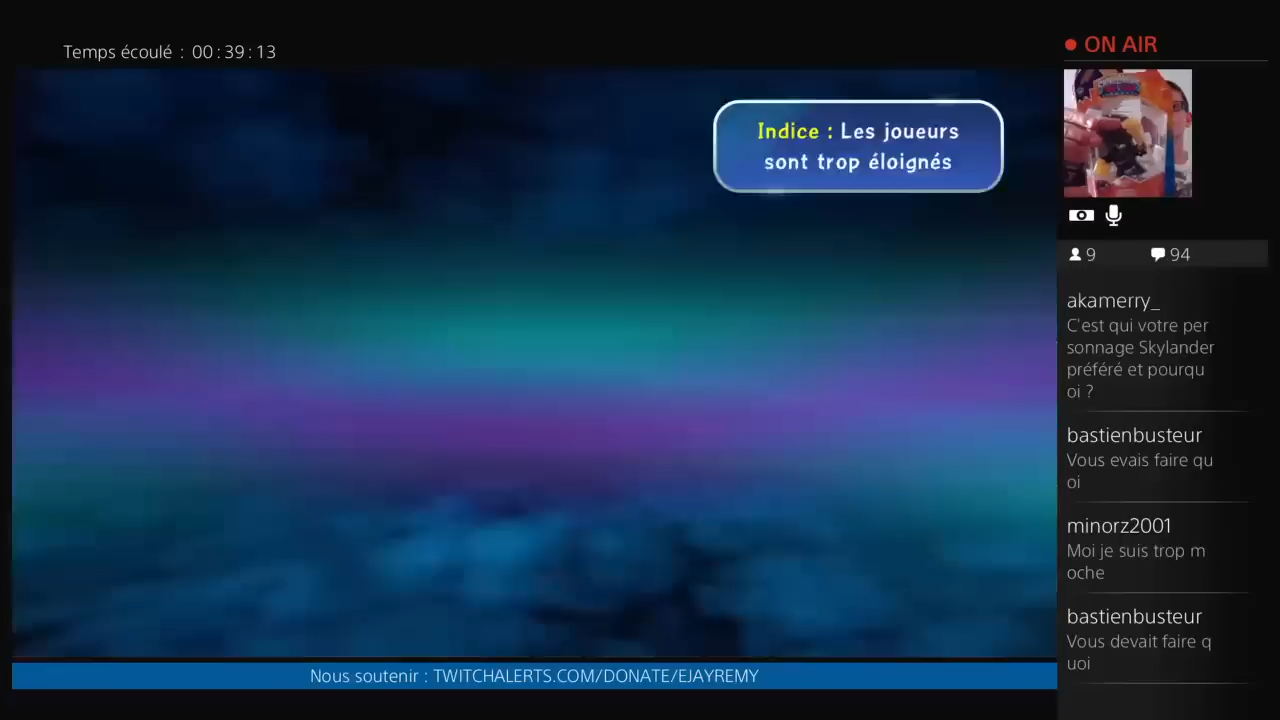 Temps écoulé : 00:39:13
ON AIR
Indice : Les joueurs
sont trop éloignés
9 94
akamerry_
C'est qui votre per
sonnage Skylander
préféré et pourqu
oi ?
bastienbusteur
Vous evais faire qu
oi
minorz2001
Moi je suis trop m
oche
bastienbusteur
Vous devait faire q
uoi
Nous soutenir : TWITCHALERTS.COM/DONATE/EJAYREMY